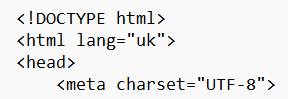 <!DOCTYPE html>
<html lang="uk">
<head>
    <meta charset="UTF-8">